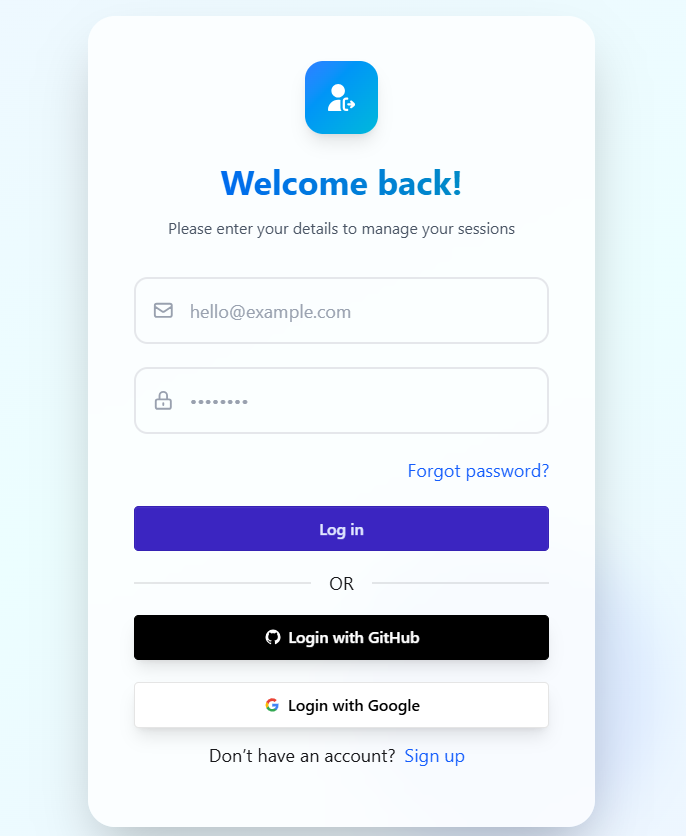 Welcome back!
Please enter your details to manage your sessions
hello@example.com
••••••••
Forgot password?
Log in
OR
Login with GitHub
Login with Google
Don’t have an account? Sign up